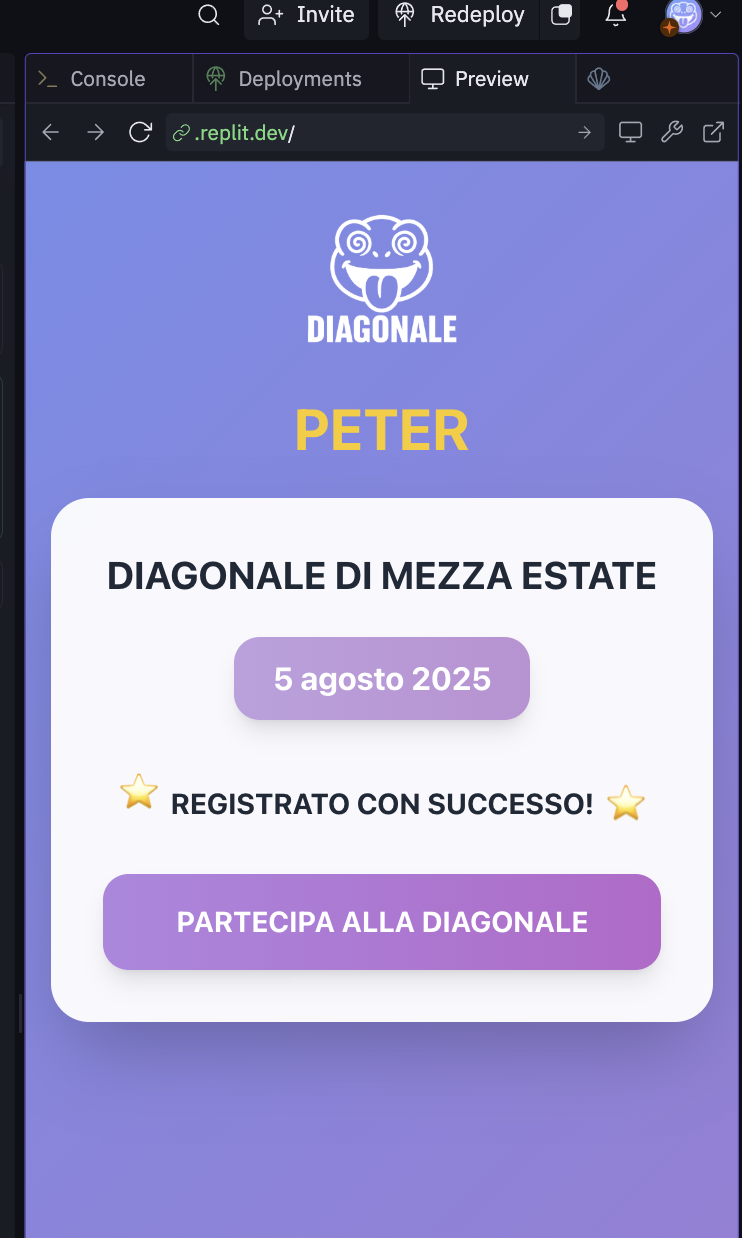 Invite
Redeploy
Console
Deployments
Preview
.replit.dev/
DIAGONALE
PETER
DIAGONALE DI MEZZA ESTATE
5 agosto 2025
REGISTRATO CON SUCCESSO!
PARTECIPA ALLA DIAGONALE